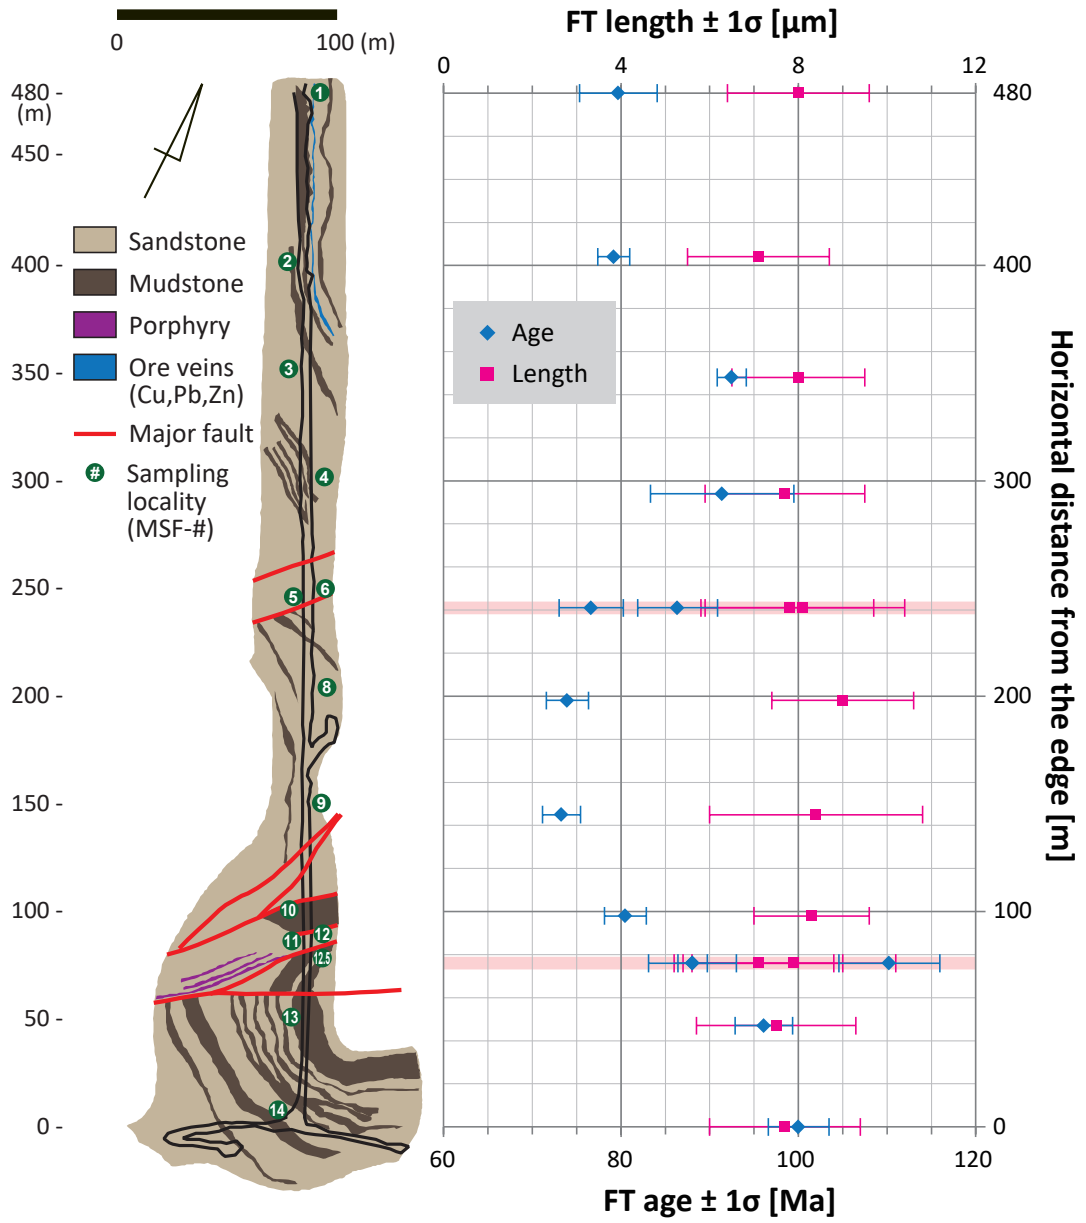 0
100 (m)
FT length ± 1σ [µm]
0
4
8
12
480 -
(m)
450 -
400 -
350 -
300 -
250 -
200 -
150 -
100 -
50 -
0 -
Sandstone
Mudstone
Porphyry
Ore veins
(Cu,Pb,Zn)
Major fault
# Sampling
locality
(MSF-#)
1
2
3
4
6
5
8
9
10
12
11
12.5
13
14
Age
Length
480
400
300
200
100
0
Horizontal distance from the edge [m]
60
80
100
120
FT age ± 1σ [Ma]